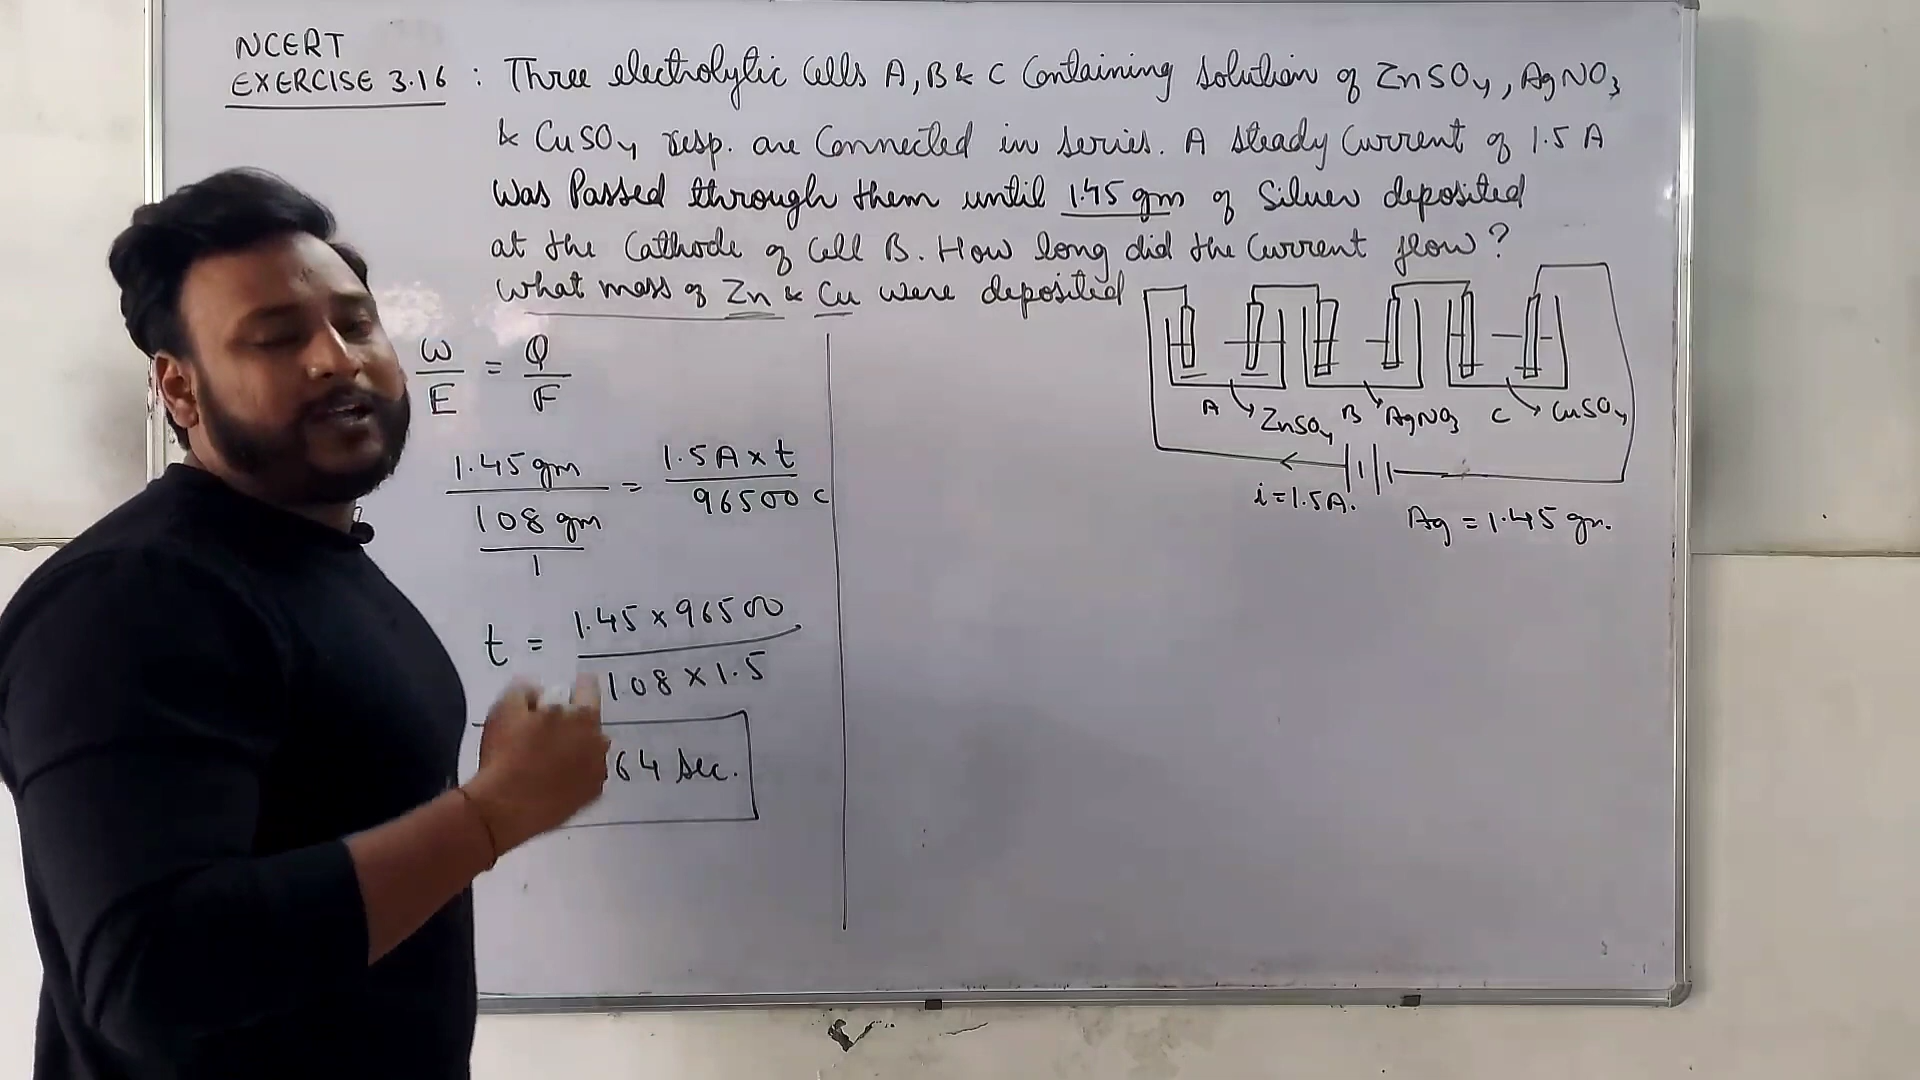 NCERT
EXERCISE 3.16 : Three electrolytic Cells A, B & C Containing solution of ZnSO4, AgNO3
& CuSO4 resp. are Connected in series. A steady Current of 1.5 A
Was Passed through them until 1.45 gm of Silver deposited
at the Cathode of Cell B. How long did the Current flow?
What mass of Zn & Cu were deposited
W/E = Q/F
1.45 gm / (108 gm / 1) = 1.5A x t / 96500 C
t = 1.45 x 96500 / 108 x 1.5
64 sec.
A ZnSO4 B AgNO3 C CuSO4
i = 1.5A.
Ag = 1.45 gm.